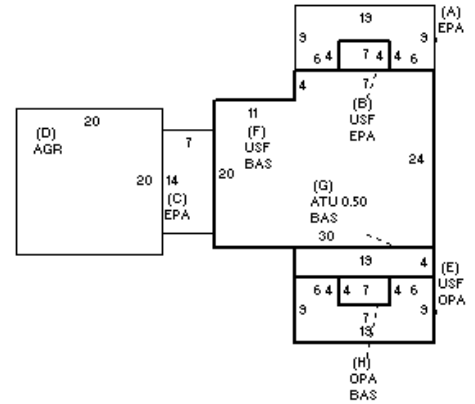 19
(A)
EPA
9
9
6 4
7
4
4 6
4
7
(B)
USF
EPA
20
(D)
AGR
11
(F)
USF
BAS
7
24
20
14
(C)
EPA
20
(G)
ATU 0.50
BAS
30
19
4
(E)
USF
OPA
6 4
4
7
4 6
9
7
9
19
(H)
OPA
BAS